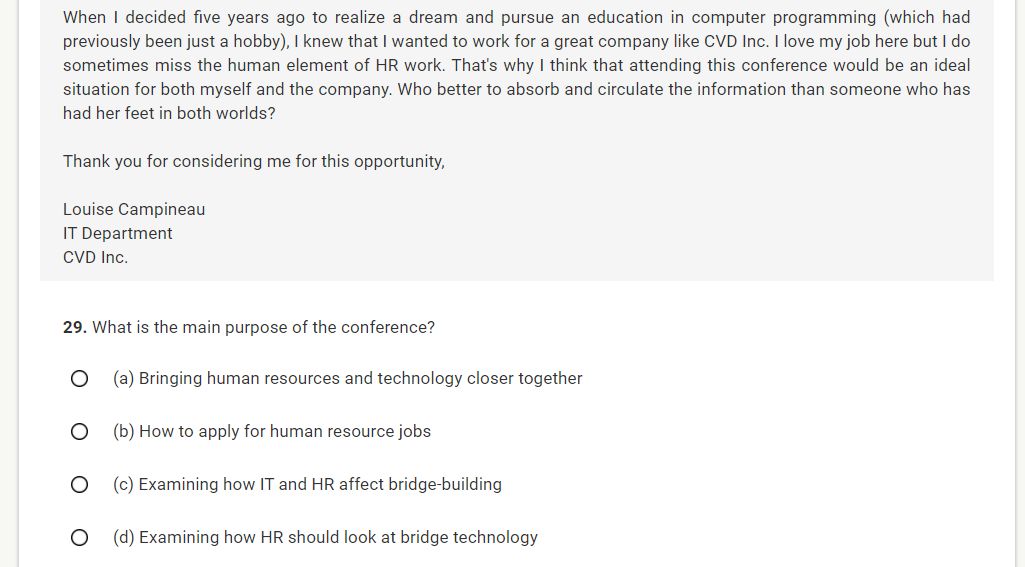 When I decided five years ago to realize a dream and pursue an education in computer programming (which had
previously been just a hobby), I knew that I wanted to work for a great company like CVD Inc. I love my job here but I do
sometimes miss the human element of HR work. That's why I think that attending this conference would be an ideal
situation for both myself and the company. Who better to absorb and circulate the information than someone who has
had her feet in both worlds?
Thank you for considering me for this opportunity,
Louise Campineau
IT Department
CVD Inc.
29. What is the main purpose of the conference?
(a) Bringing human resources and technology closer together
(b) How to apply for human resource jobs
(c) Examining how IT and HR affect bridge-building
(d) Examining how HR should look at bridge technology